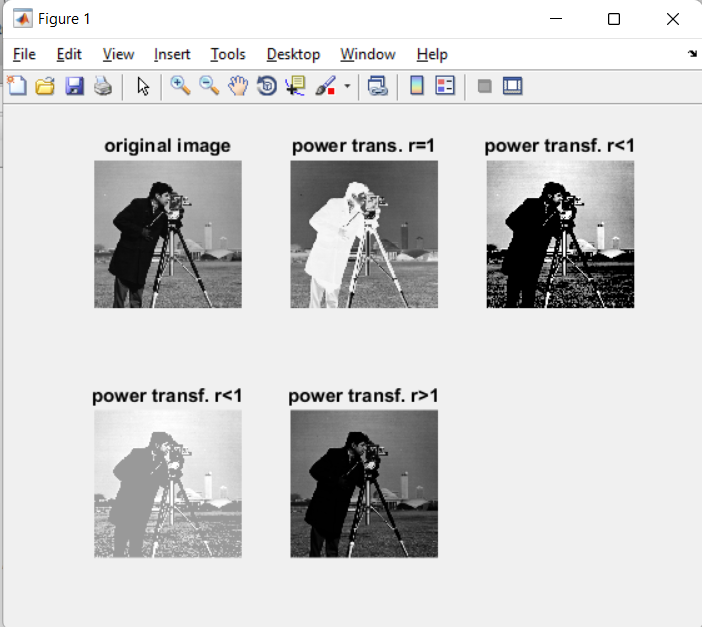 Figure 1
File Edit View Insert Tools Desktop Window Help
original image
power trans. r=1
power transf. r<1
power transf. r<1
power transf. r>1